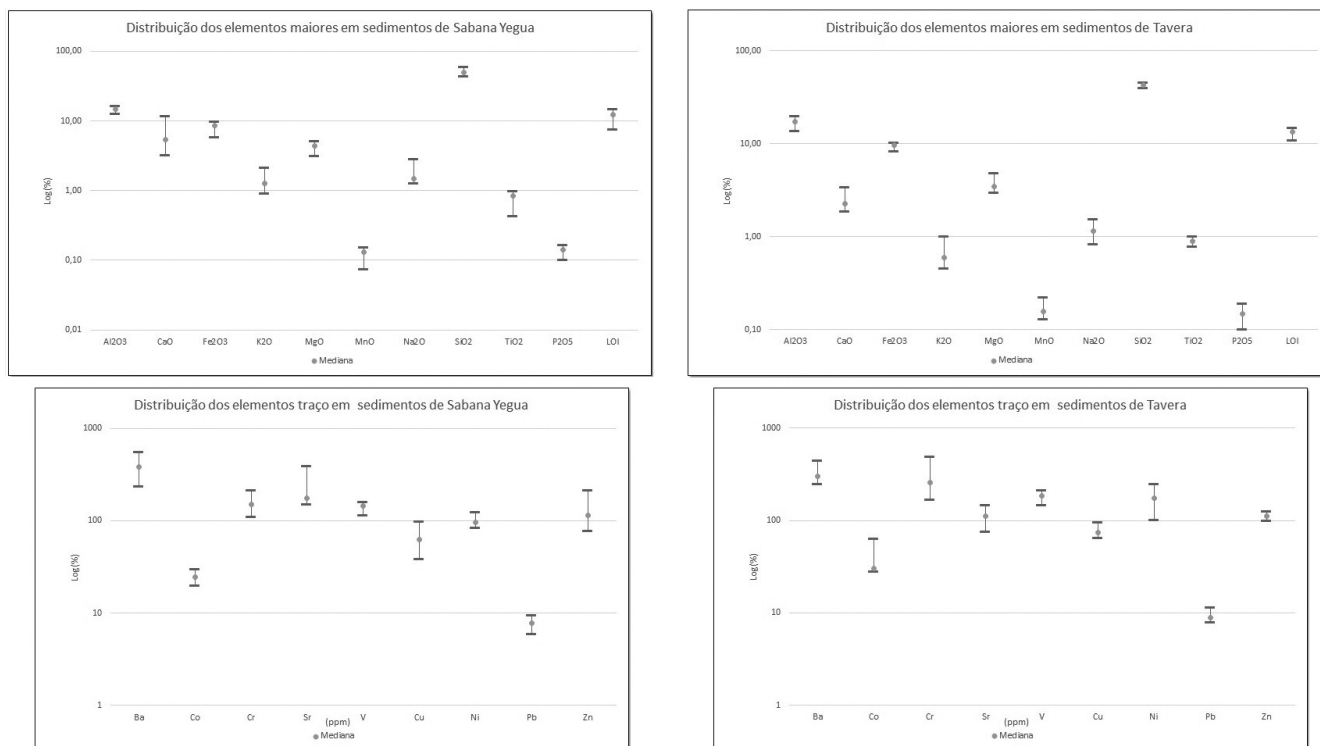 Distribuição dos elementos maiores em sedimentos de Sabana Yegua
100,00
10,00
1,00
0,10
0,01
Log(%)
Al2O3 CaO Fe2O3 K2O MgO MnO Na2O SiO2 TiO2 P2O5 LOI
Mediana
Distribuição dos elementos maiores em sedimentos de Tavera
100,00
10,00
1,00
0,10
Log(%)
Al2O3 CaO Fe2O3 K2O MgO MnO Na2O SiO2 TiO2 P2O5 LOI
Mediana
Distribuição dos elementos traço em sedimentos de Sabana Yegua
1000
100
10
1
Log(%)
Ba Co Cr Sr V Cu Ni Pb Zn
(ppm)
Mediana
Distribuição dos elementos traço em sedimentos de Tavera
1000
100
10
1
Log(%)
Ba Co Cr Sr V Cu Ni Pb Zn
(ppm)
Mediana